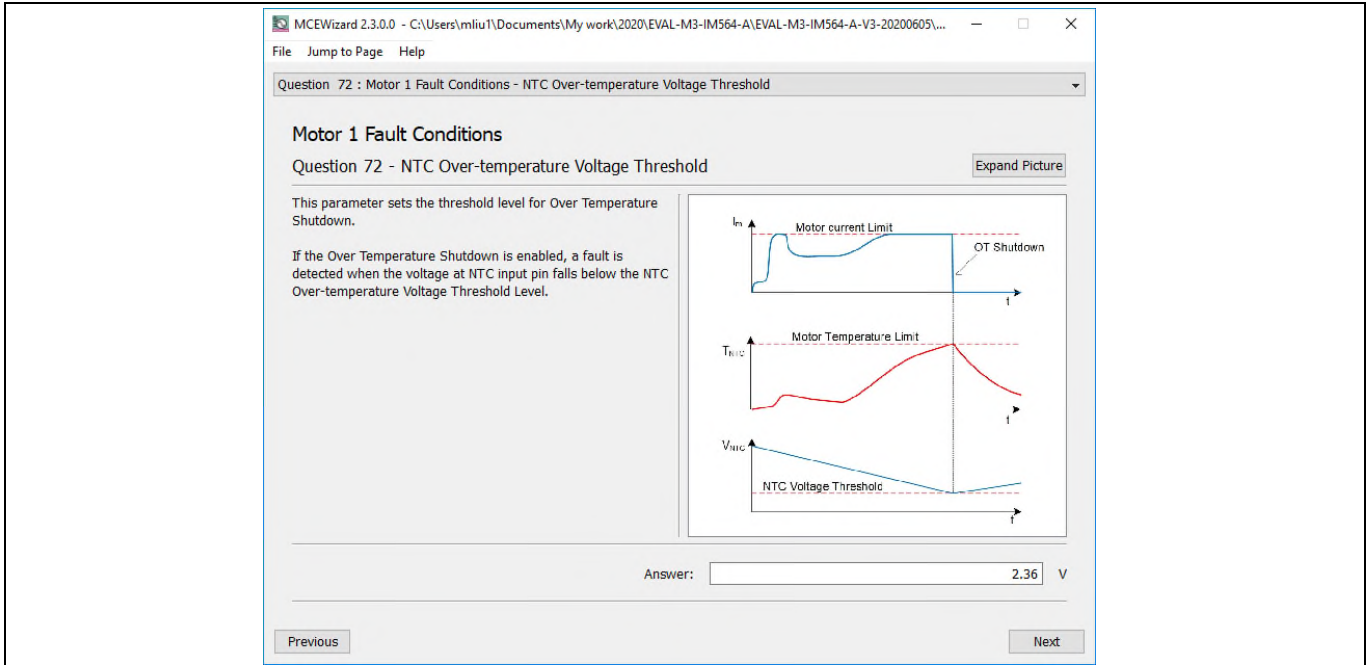 MCEWizard 2.3.0.0 - C:\Users\mliu1\Documents\My work\2020\EVAL-M3-IM564-A\EVAL-M3-IM564-A-V3-20200605\...
File Jump to Page Help
Question 72 : Motor 1 Fault Conditions - NTC Over-temperature Voltage Threshold
Motor 1 Fault Conditions
Question 72 - NTC Over-temperature Voltage Threshold
Expand Picture
This parameter sets the threshold level for Over Temperature
Shutdown.
If the Over Temperature Shutdown is enabled, a fault is
detected when the voltage at NTC input pin falls below the NTC
Over-temperature Voltage Threshold Level.
Im
Motor current Limit
OT Shutdown
t
Motor Temperature Limit
TNTC
t
VNTC
NTC Voltage Threshold
t
Answer: 2.36 V
Previous
Next